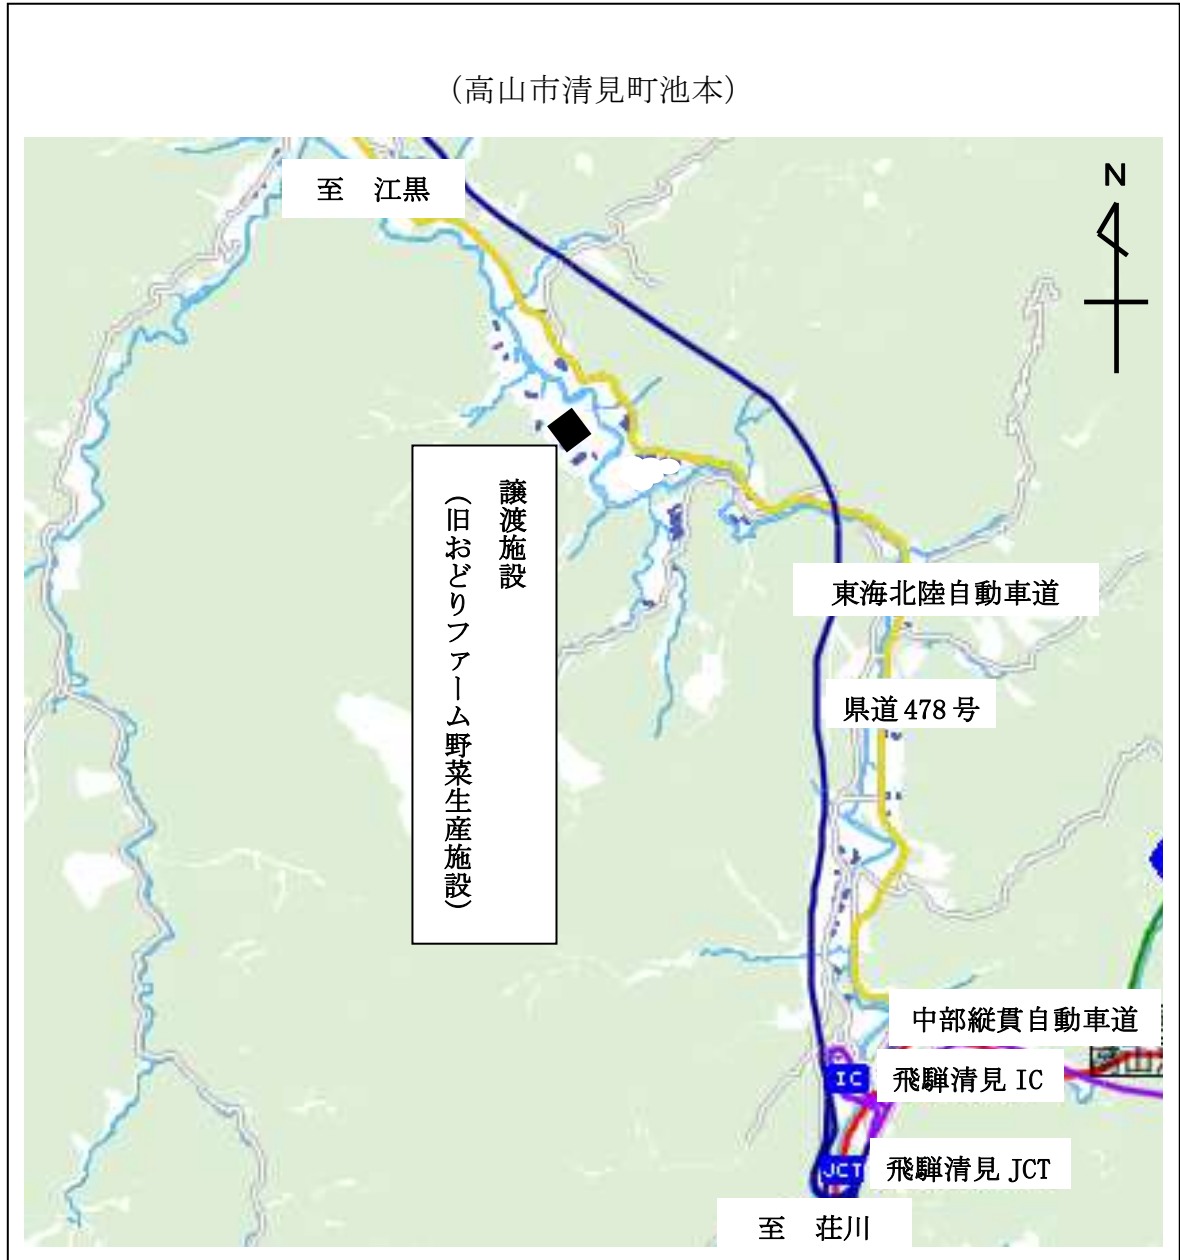 （高山市清見町池本）
至　江黒
N
譲渡施設
（旧おどりファーム野菜生産施設）
東海北陸自動車道
県道 478 号
中部縦貫自動車道
IC
飛騨清見 IC
JCT
飛騨清見 JCT
至　荘川